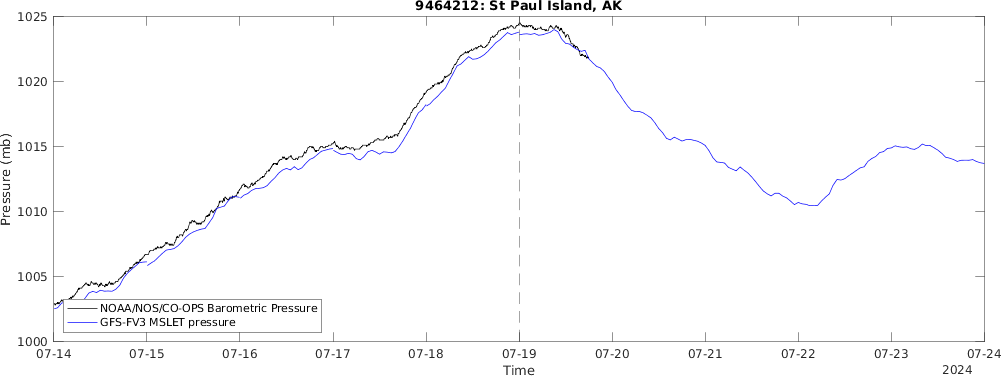 9464212: St Paul Island, AK
1025
1020
1015
1010
1005
1000
Pressure (mb)
NOAA/NOS/CO-OPS Barometric Pressure
GFS-FV3 MSLET pressure
07-14 07-15 07-16 07-17 07-18 07-19 07-20 07-21 07-22 07-23 07-24
Time
2024